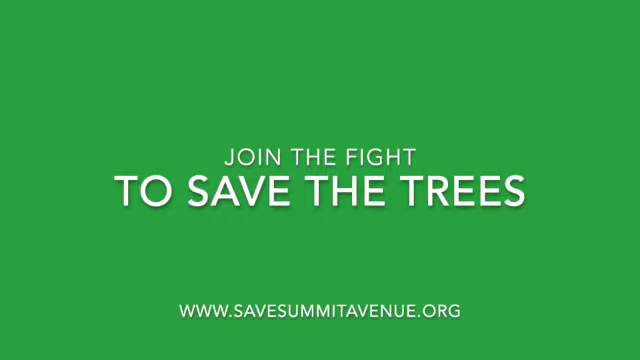 JOIN THE FIGHT
TO SAVE THE TREES
WWW.SAVESUMMITAVENUE.ORG